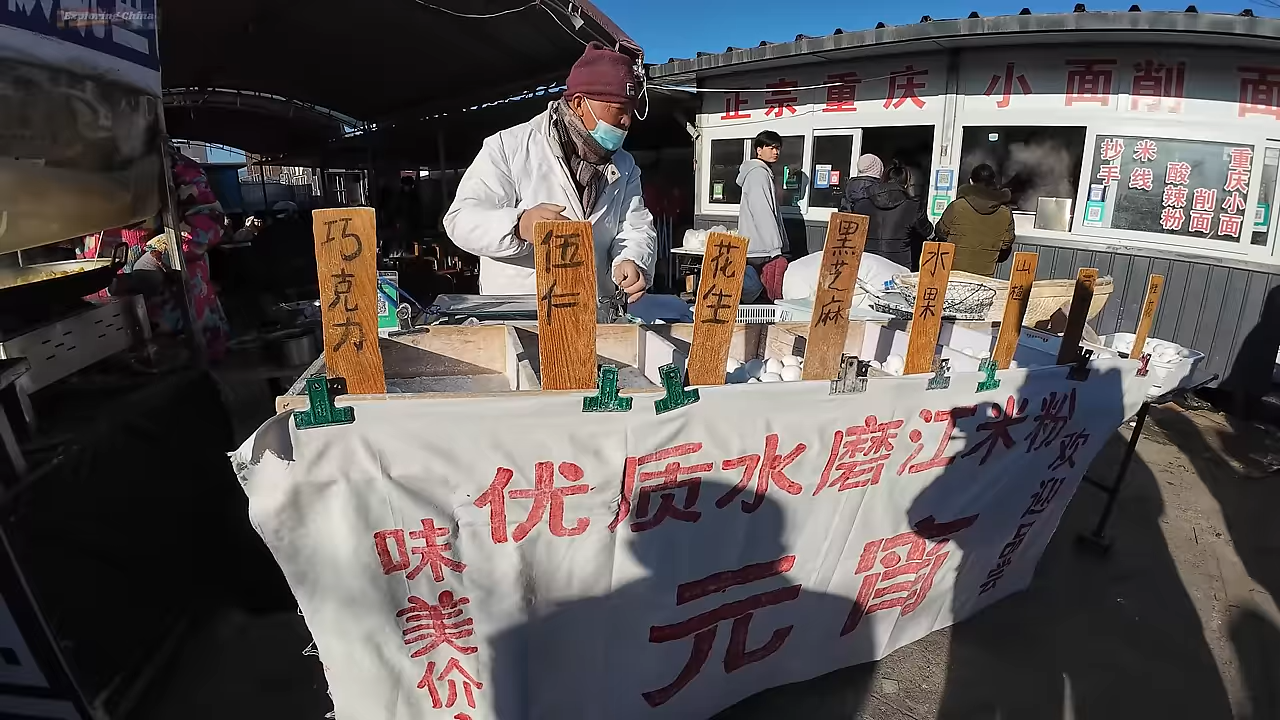 Exploring China
正宗重庆小面削面
抄手
米线
酸辣粉
削面
重庆小面
巧克力
伍仁
花生
黑芝麻
水果
山楂
优质水磨江米粉
元宵
味美价
欢迎品尝